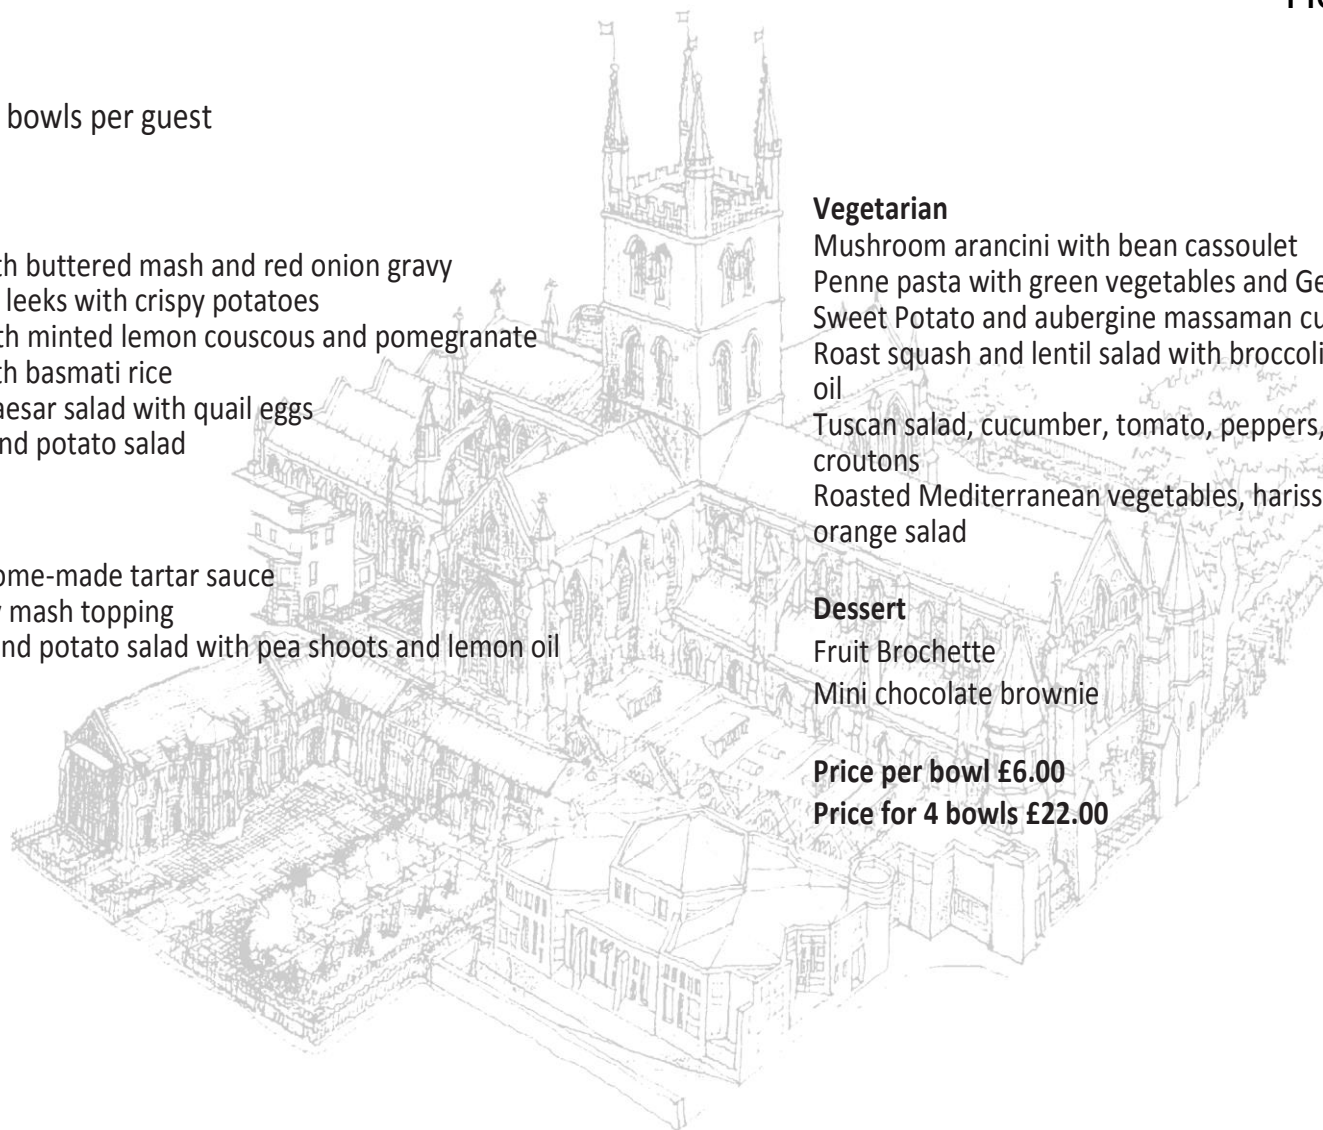 bowls per guest
th buttered mash and red onion gravy
leeks with crispy potatoes
th minted lemon couscous and pomegranate
th basmati rice
aesar salad with quail eggs
nd potato salad
ome-made tartar sauce
y mash topping
nd potato salad with pea shoots and lemon oil
Vegetarian
Mushroom arancini with bean cassoulet
Penne pasta with green vegetables and Ge
Sweet Potato and aubergine massaman cu
Roast squash and lentil salad with broccoli
oil
Tuscan salad, cucumber, tomato, peppers,
croutons
Roasted Mediterranean vegetables, hariss
orange salad
Dessert
Fruit Brochette
Mini chocolate brownie
Price per bowl £6.00
Price for 4 bowls £22.00